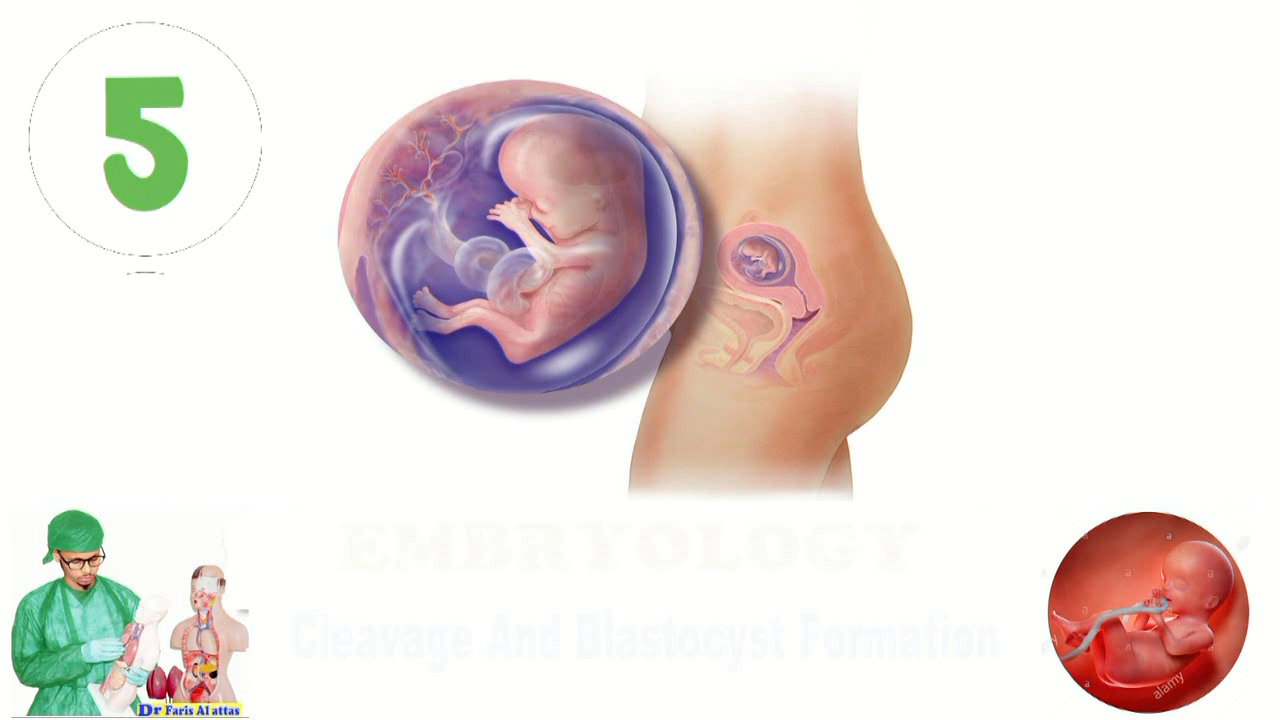 5
EMBRYOLOGY
Cleavage And Blastocyst Formation
Dr Faris Al attas
a a
a a
a
a a
a
alamy